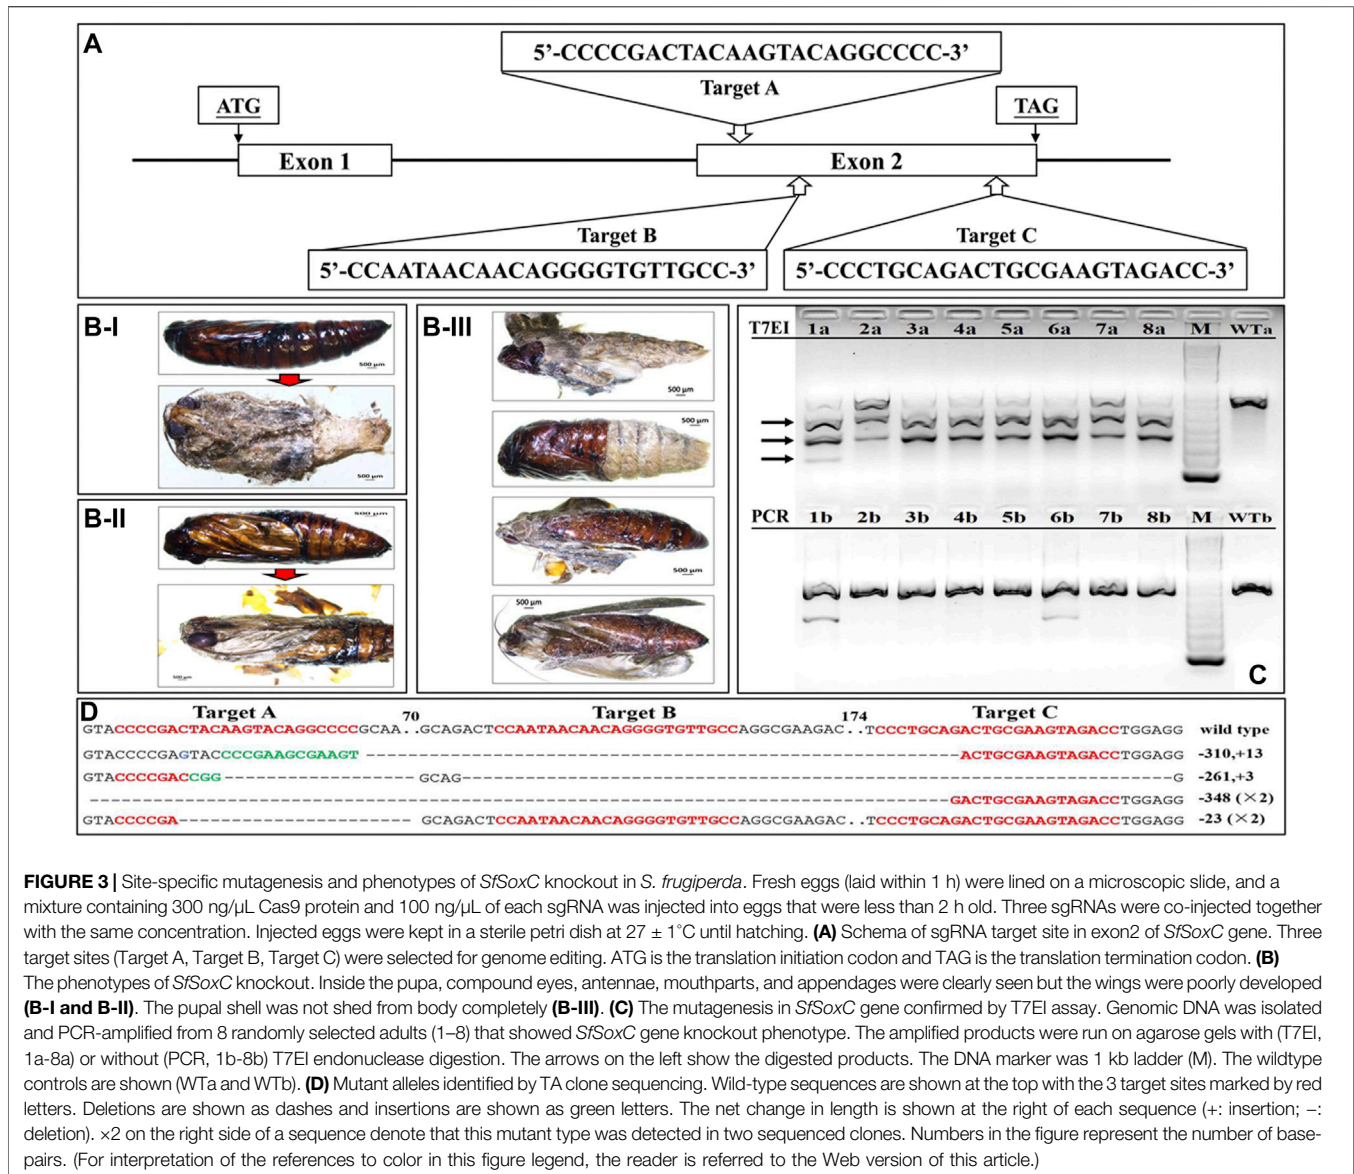 A
5’-CCCCGACTACAAGTACAGGCCCC-3’
Target A
ATG
TAG
Exon 1
Exon 2
Target B
Target C
5’-CCAATAACAACAGGGGTGTTGCC-3’
5’-CCCTGCAGACTGCGAAGTAGACC-3’
B-I
500 µm
500 µm
B-II
500 µm
500 µm
B-III
500 µm
500 µm
500 µm
500 µm
T7EI 1a 2a 3a 4a 5a 6a 7a 8a M WTa
PCR 1b 2b 3b 4b 5b 6b 7b 8b M WTb
C
D
Target A 70 Target B 174 Target C
GTACCCCGACTACAAGTACAGGCCCCGCAA..GCAGACTCCAATAACAACAGGGGTGTTGCCAGGCGAAGAC..TCCCTGCAGACTGCGAAGTAGACCTGGAGG wild type
GTACCCCGAGTACCCCGAAGCGAAGT--------------------------------------------------------ACTGCGAAGTAGACCTGGAGG -310,+13
GTACCCCGACCGG-------------------GCAG--------------------------------------------------------------------G -261,+3
----------------------------------------------------------------------------------GACTGCGAAGTAGACCTGGAGG -348 (×2)
GTACCCCGA----------------------- GCAGACTCCAATAACAACAGGGGTGTTGCCAGGCGAAGAC..TCCCTGCAGACTGCGAAGTAGACCTGGAGG -23 (×2)
FIGURE 3 | Site-specific mutagenesis and phenotypes of SfSoxC knockout in S. frugiperda. Fresh eggs (laid within 1 h) were lined on a microscopic slide, and a
mixture containing 300 ng/µL Cas9 protein and 100 ng/µL of each sgRNA was injected into eggs that were less than 2 h old. Three sgRNAs were co-injected together
with the same concentration. Injected eggs were kept in a sterile petri dish at 27 ± 1°C until hatching. (A) Schema of sgRNA target site in exon2 of SfSoxC gene. Three
target sites (Target A, Target B, Target C) were selected for genome editing. ATG is the translation initiation codon and TAG is the translation termination codon. (B)
The phenotypes of SfSoxC knockout. Inside the pupa, compound eyes, antennae, mouthparts, and appendages were clearly seen but the wings were poorly developed
(B-I and B-II). The pupal shell was not shed from body completely (B-III). (C) The mutagenesis in SfSoxC gene confirmed by T7EI assay. Genomic DNA was isolated
and PCR-amplified from 8 randomly selected adults (1–8) that showed SfSoxC gene knockout phenotype. The amplified products were run on agarose gels with (T7EI,
1a-8a) or without (PCR, 1b-8b) T7EI endonuclease digestion. The arrows on the left show the digested products. The DNA marker was 1 kb ladder (M). The wildtype
controls are shown (WTa and WTb). (D) Mutant alleles identified by TA clone sequencing. Wild-type sequences are shown at the top with the 3 target sites marked by red
letters. Deletions are shown as dashes and insertions are shown as green letters. The net change in length is shown at the right of each sequence (+: insertion; −:
deletion). ×2 on the right side of a sequence denote that this mutant type was detected in two sequenced clones. Numbers in the figure represent the number of base-
pairs. (For interpretation of the references to color in this figure legend, the reader is referred to the Web version of this article.)